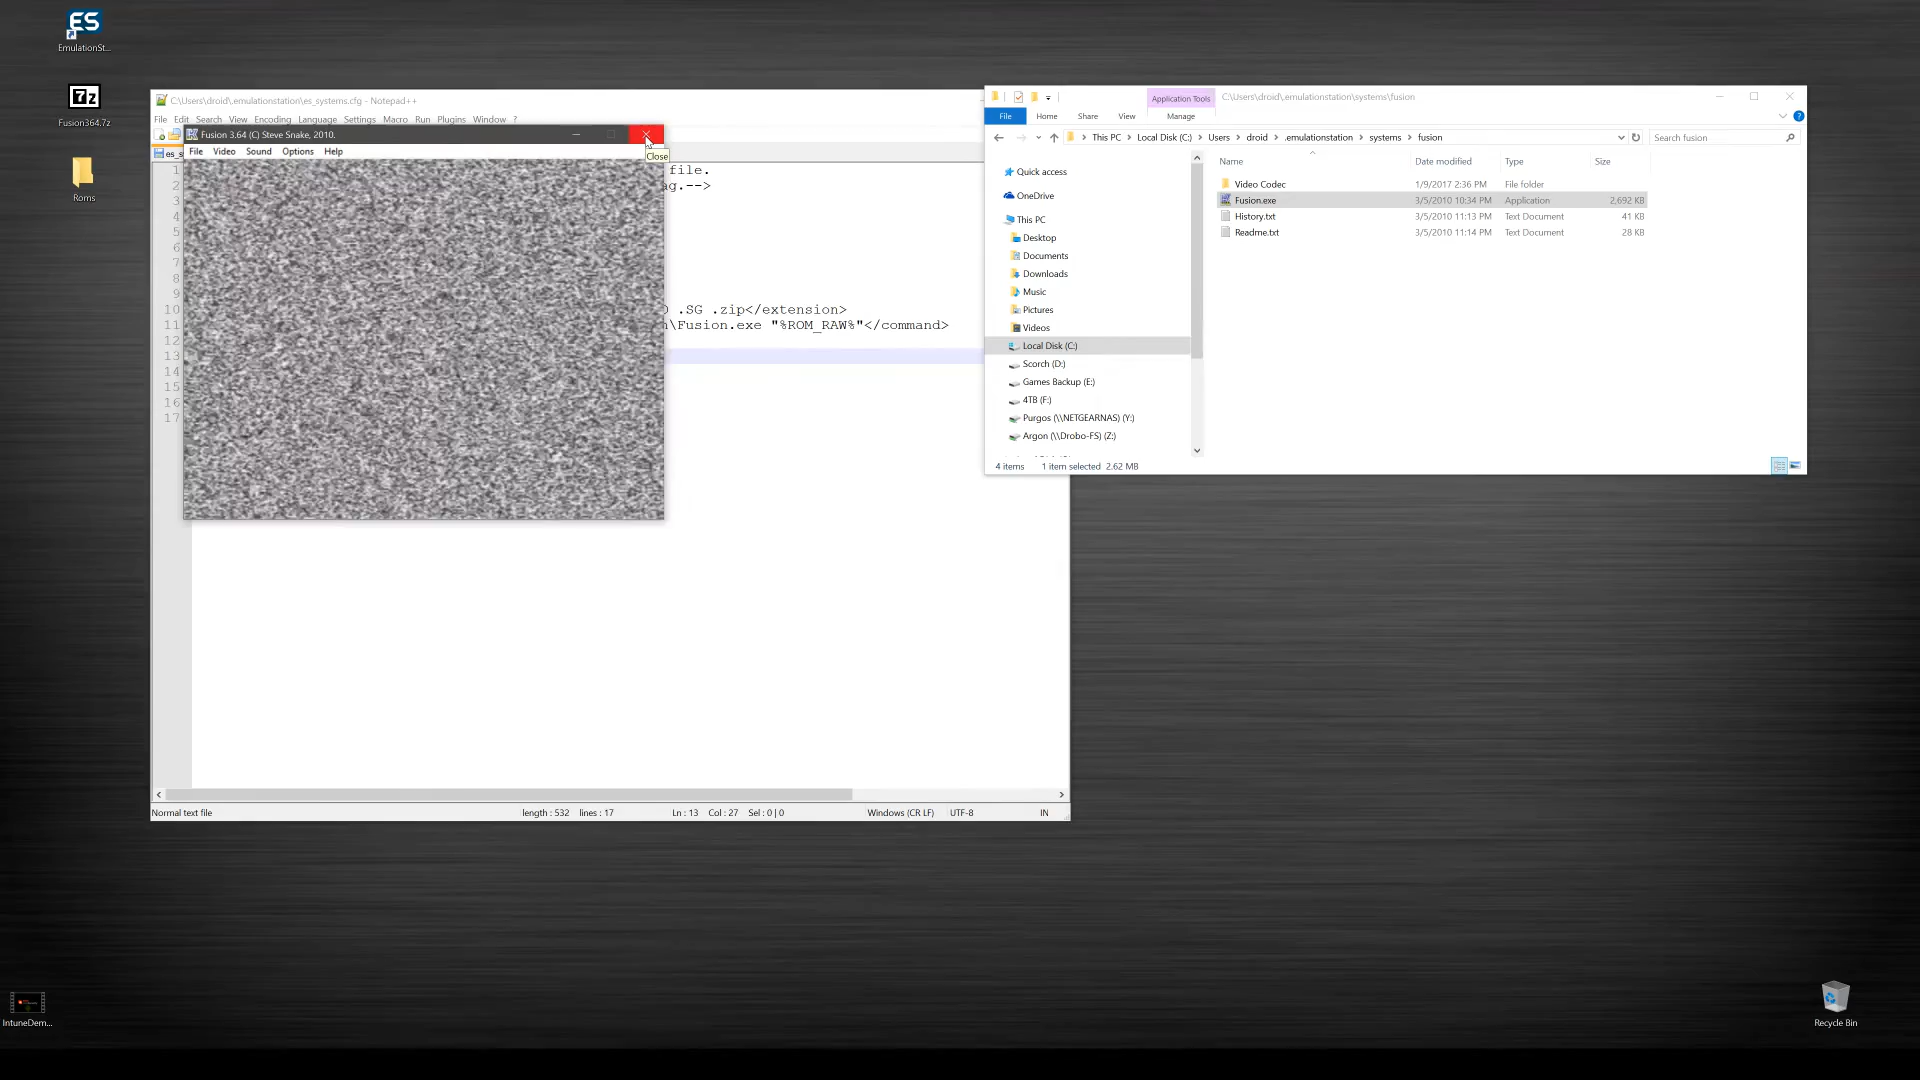 ES
EmulationSt...
7z
Fusion364.7z
Roms
C:\Users\droid\.emulationstation\es_systems.cfg - Notepad++
File Edit Search View Encoding Language Settings Macro Run Plugins Window ?
Fusion 3.64 (C) Steve Snake, 2010.
Close
es_s
File Video Sound Options Help
1 file.
2 ag.-->
3
4
5
6
7
8
9
10 .SG .zip</extension>
11 \Fusion.exe "%ROM_RAW%"</command>
12
13
14
15
16
17
Normal text file length : 532 lines : 17 Ln : 13 Col : 27 Sel : 0 | 0 Windows (CR LF) UTF-8 IN
Application Tools C:\Users\droid\.emulationstation\systems\fusion
File Home Share View Manage
This PC Local Disk (C:) Users droid .emulationstation systems fusion Search fusion
Name Date modified Type Size
Quick access
OneDrive
This PC
Desktop
Documents
Downloads
Music
Pictures
Videos
Local Disk (C:)
Scorch (D:)
Games Backup (E:)
4TB (F:)
Purgos (\\NETGEARNAS) (Y:)
Argon (\\Drobo-FS) (Z:)
Video Codec 1/9/2017 2:36 PM File folder
Fusion.exe 3/5/2010 10:34 PM Application 2,692 KB
History.txt 3/5/2010 11:13 PM Text Document 41 KB
Readme.txt 3/5/2010 11:14 PM Text Document 28 KB
4 items 1 item selected 2.62 MB
IntuneDem...
Recycle Bin